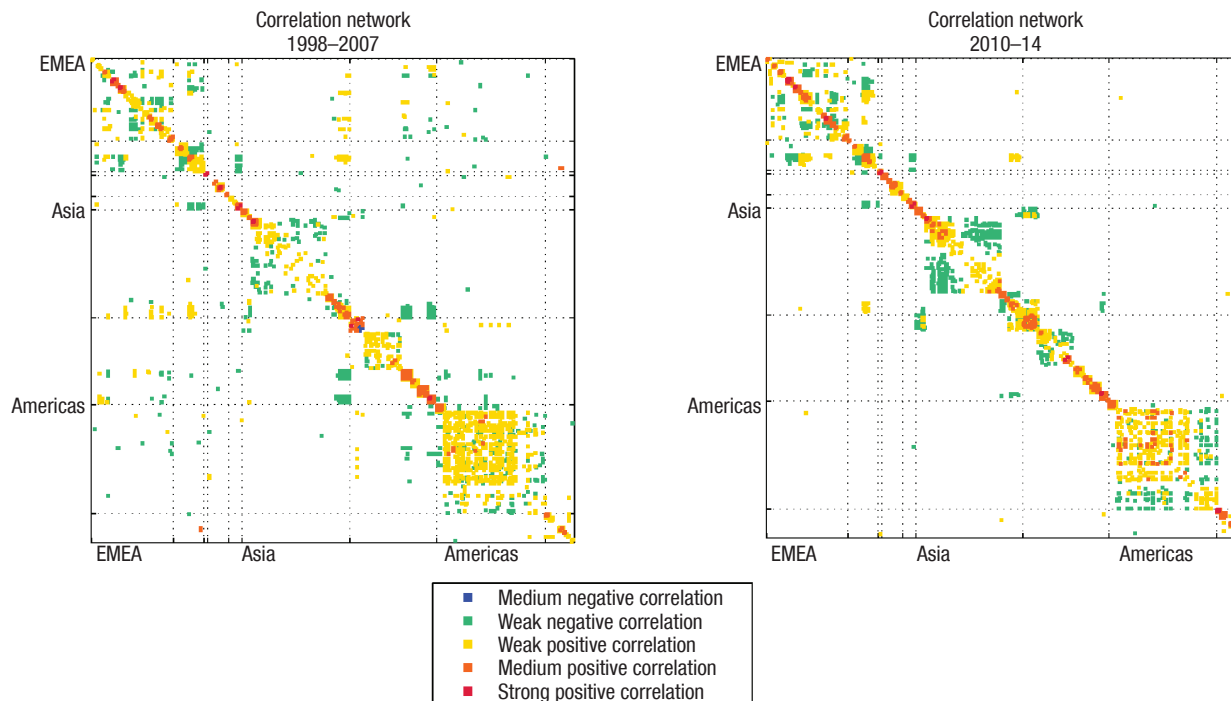 Correlation network
1998–2007
EMEA
Asia
Americas
EMEA
Asia
Americas
Correlation network
2010–14
EMEA
Asia
Americas
EMEA
Asia
Americas
Medium negative correlation
Weak negative correlation
Weak positive correlation
Medium positive correlation
Strong positive correlation